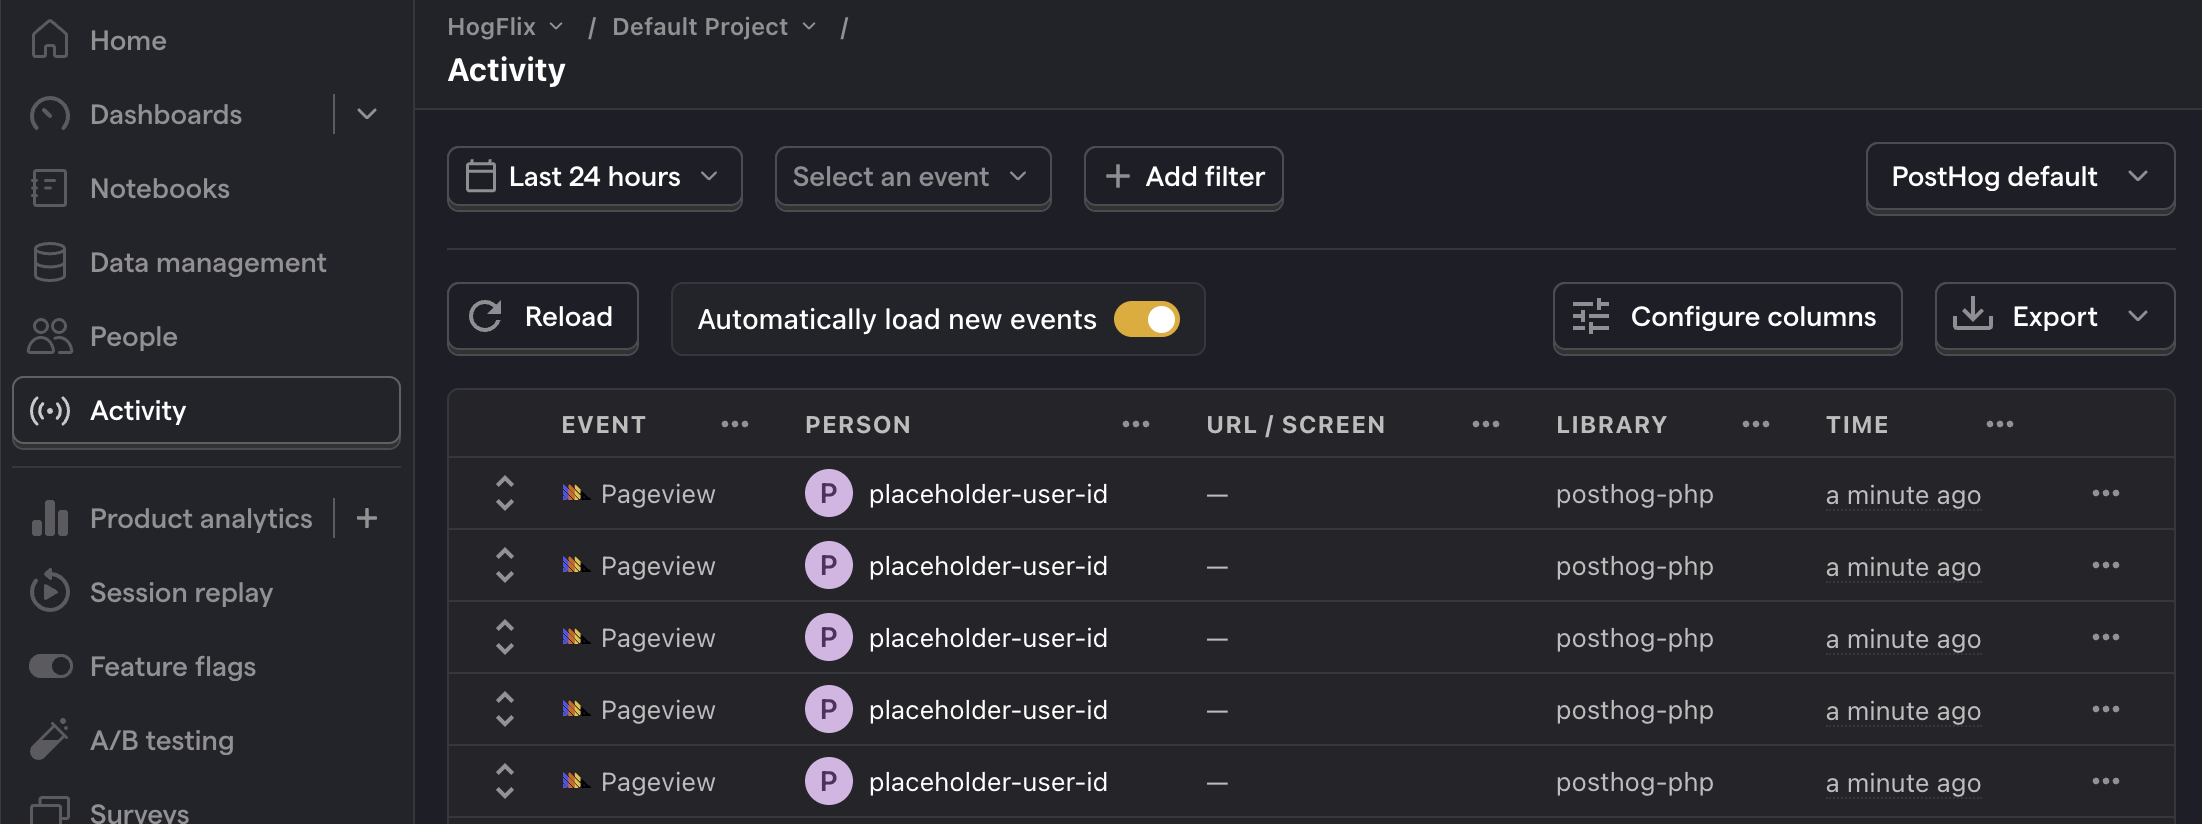 Home
Dashboards
Notebooks
Data management
People
Activity
Product analytics
Session replay
Feature flags
A/B testing
Surveys
HogFlix / Default Project /
Activity
Last 24 hours Select an event Add filter PostHog default
Reload Automatically load new events Configure columns Export
EVENT PERSON URL / SCREEN LIBRARY TIME
Pageview P placeholder-user-id — posthog-php a minute ago
Pageview P placeholder-user-id — posthog-php a minute ago
Pageview P placeholder-user-id — posthog-php a minute ago
Pageview P placeholder-user-id — posthog-php a minute ago
Pageview P placeholder-user-id — posthog-php a minute ago